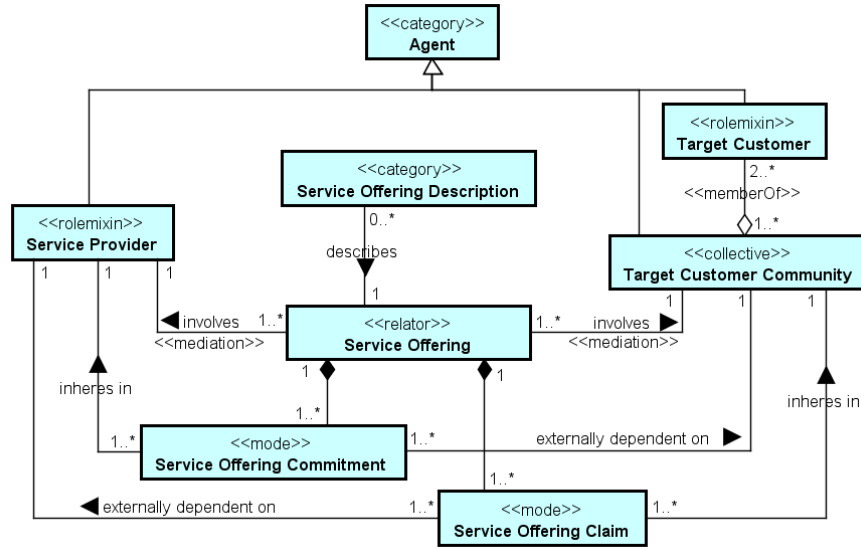 <<category>>
Agent
<<rolemixin>>
Target Customer
<<category>>
Service Offering Description
2..*
<<memberOf>>
0..*
1..*
<<rolemixin>>
Service Provider
describes
<<collective>>
Target Customer Community
1
1
1
1
1
1
1
involves
1..*
<<mediation>>
<<relator>>
Service Offering
1..*
involves
<<mediation>>
1
1
inheres in
inheres in
1..*
1..*
<<mode>>
Service Offering Commitment
1..*
externally dependent on
1..*
externally dependent on
1..*
<<mode>>
Service Offering Claim
1..*